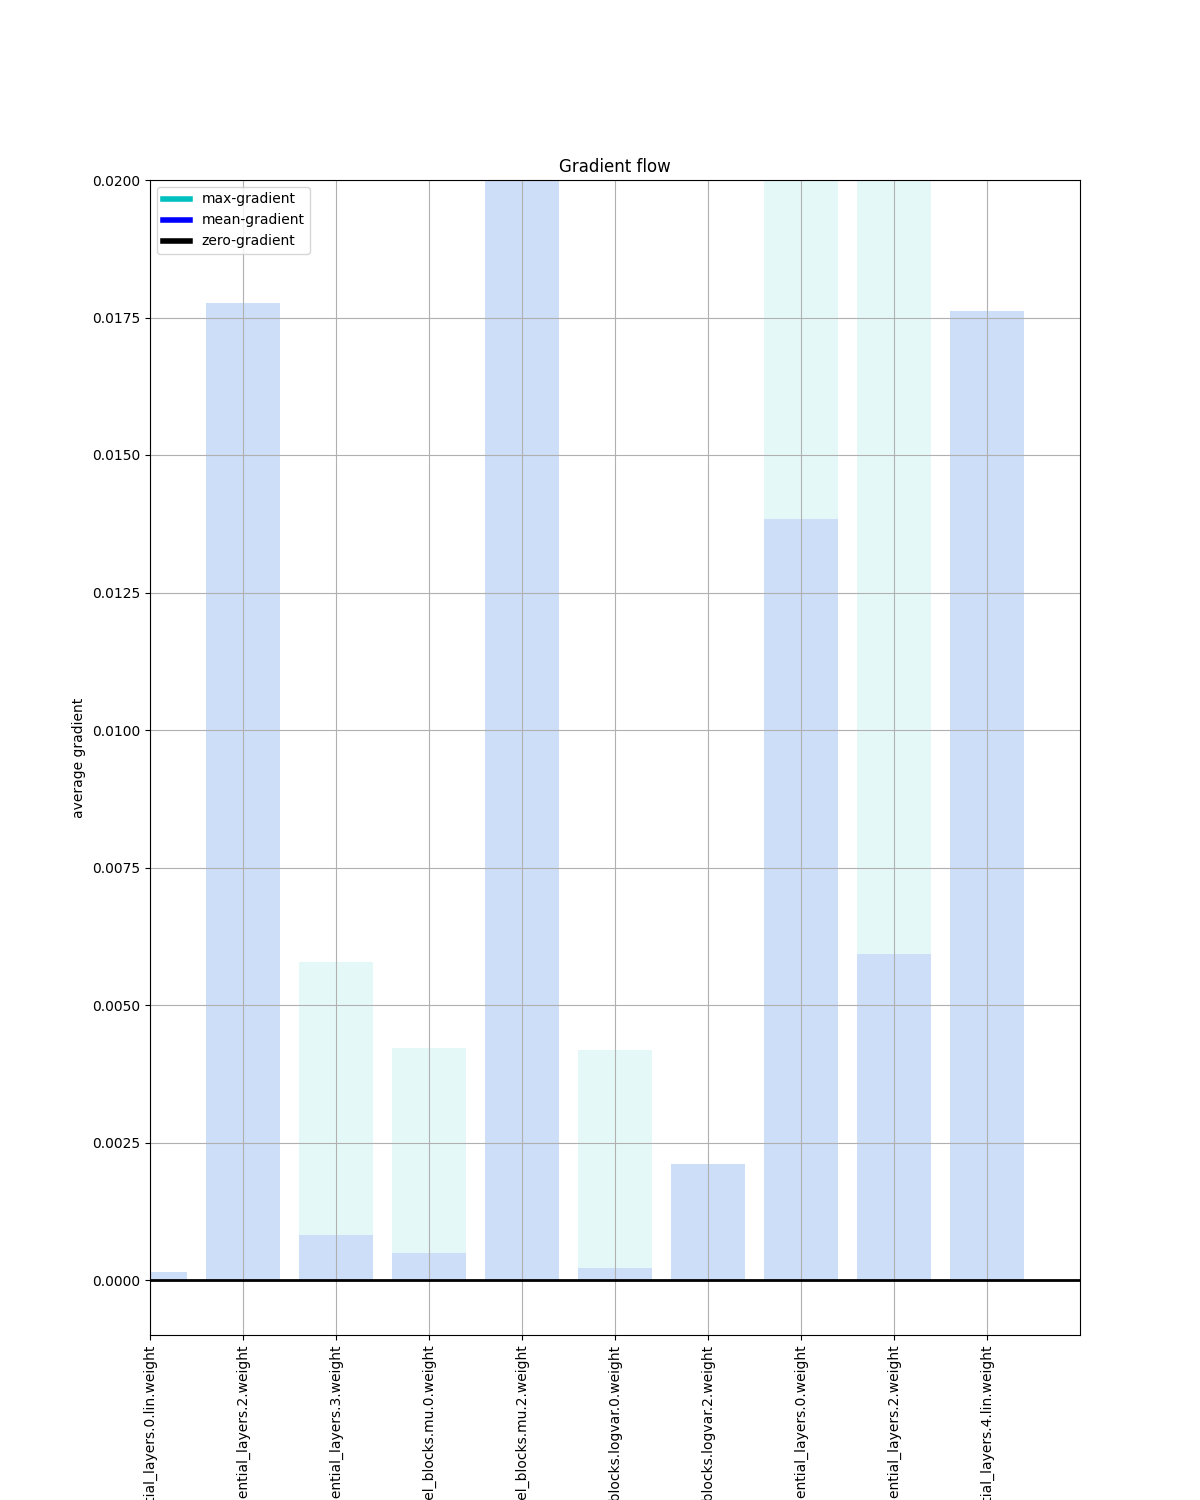 Gradient flow
max-gradient
mean-gradient
zero-gradient
0.0200
0.0175
0.0150
0.0125
0.0100
0.0075
0.0050
0.0025
0.0000
average gradient
tial_layers.0.lin.weight
ential_layers.2.weight
ential_layers.3.weight
el_blocks.mu.0.weight
el_blocks.mu.2.weight
blocks.logvar.0.weight
blocks.logvar.2.weight
ential_layers.0.weight
ential_layers.2.weight
tial_layers.4.lin.weight